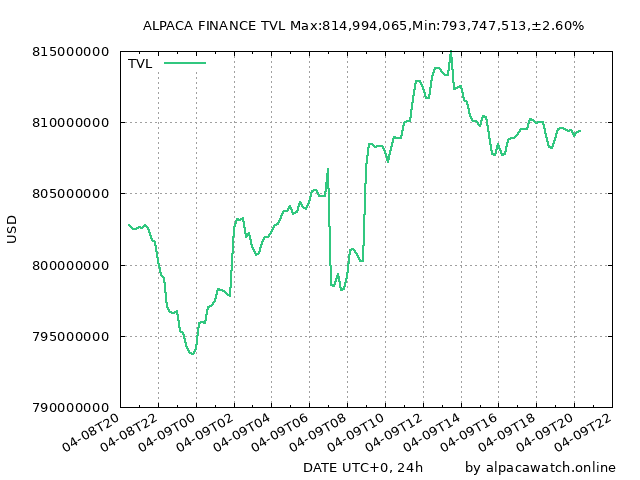 ALPACA FINANCE TVL Max:814,994,065,Min:793,747,513,±2.60%
TVL
815000000
810000000
805000000
800000000
795000000
790000000
USD
04-08T20
04-08T22
04-09T00
04-09T02
04-09T04
04-09T06
04-09T08
04-09T10
04-09T12
04-09T14
04-09T16
04-09T18
04-09T20
04-09T22
DATE UTC+0, 24h
by alpacawatch.online